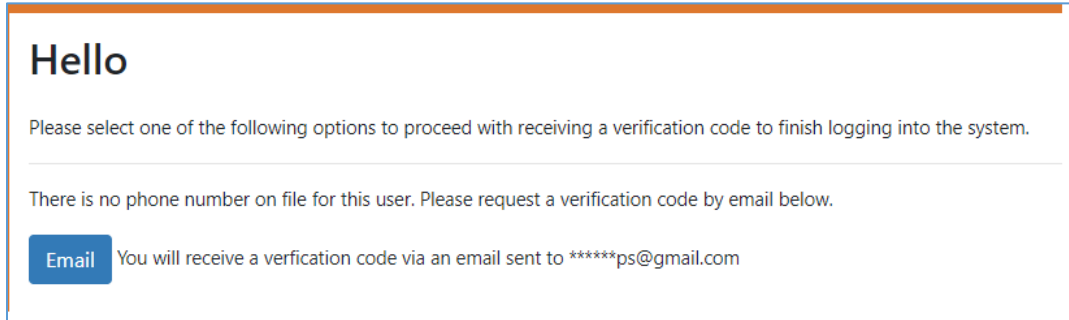 Hello
Please select one of the following options to proceed with receiving a verification code to finish logging into the system.
There is no phone number on file for this user. Please request a verification code by email below.
Email You will receive a verfication code via an email sent to ******ps@gmail.com